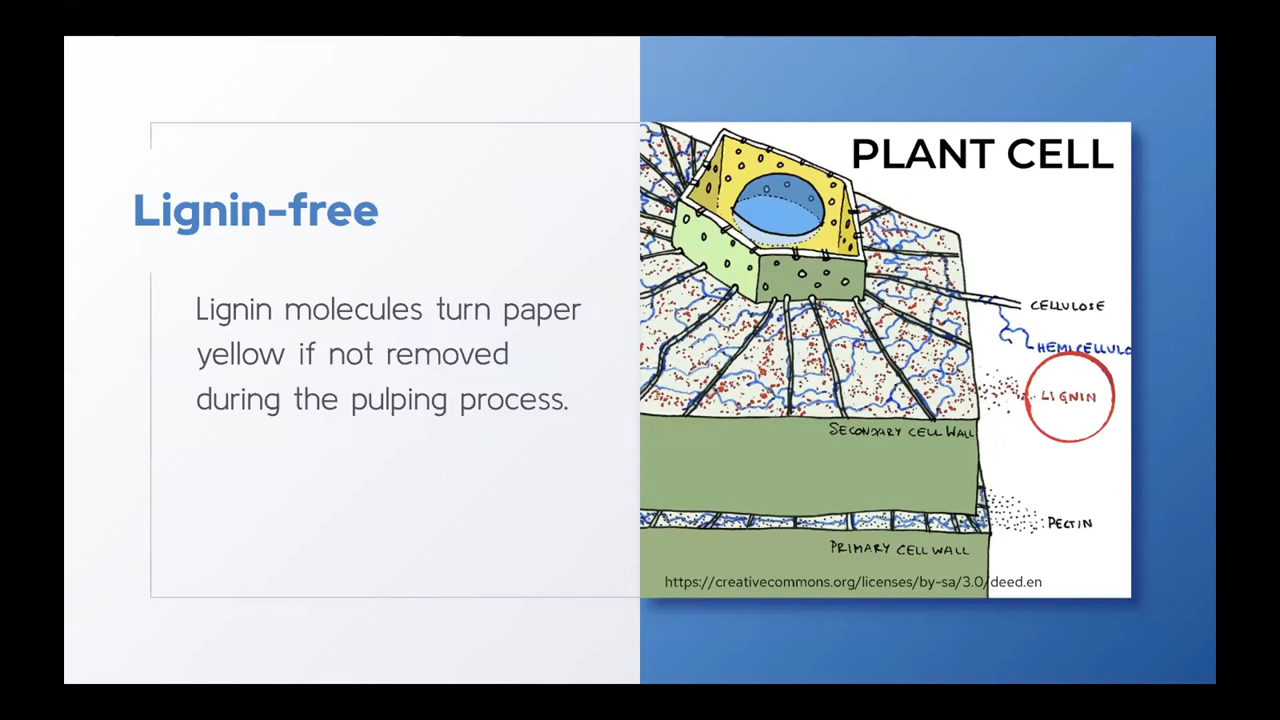 Lignin-free
Lignin molecules turn paper
yellow if not removed
during the pulping process.
PLANT CELL
CELLULOSE
HEMICELLULO
LIGNIN
SECONDARY CELL WALL
PECTIN
PRIMARY CELL WALL
https://creativecommons.org/licenses/by-sa/3.0/deed.en